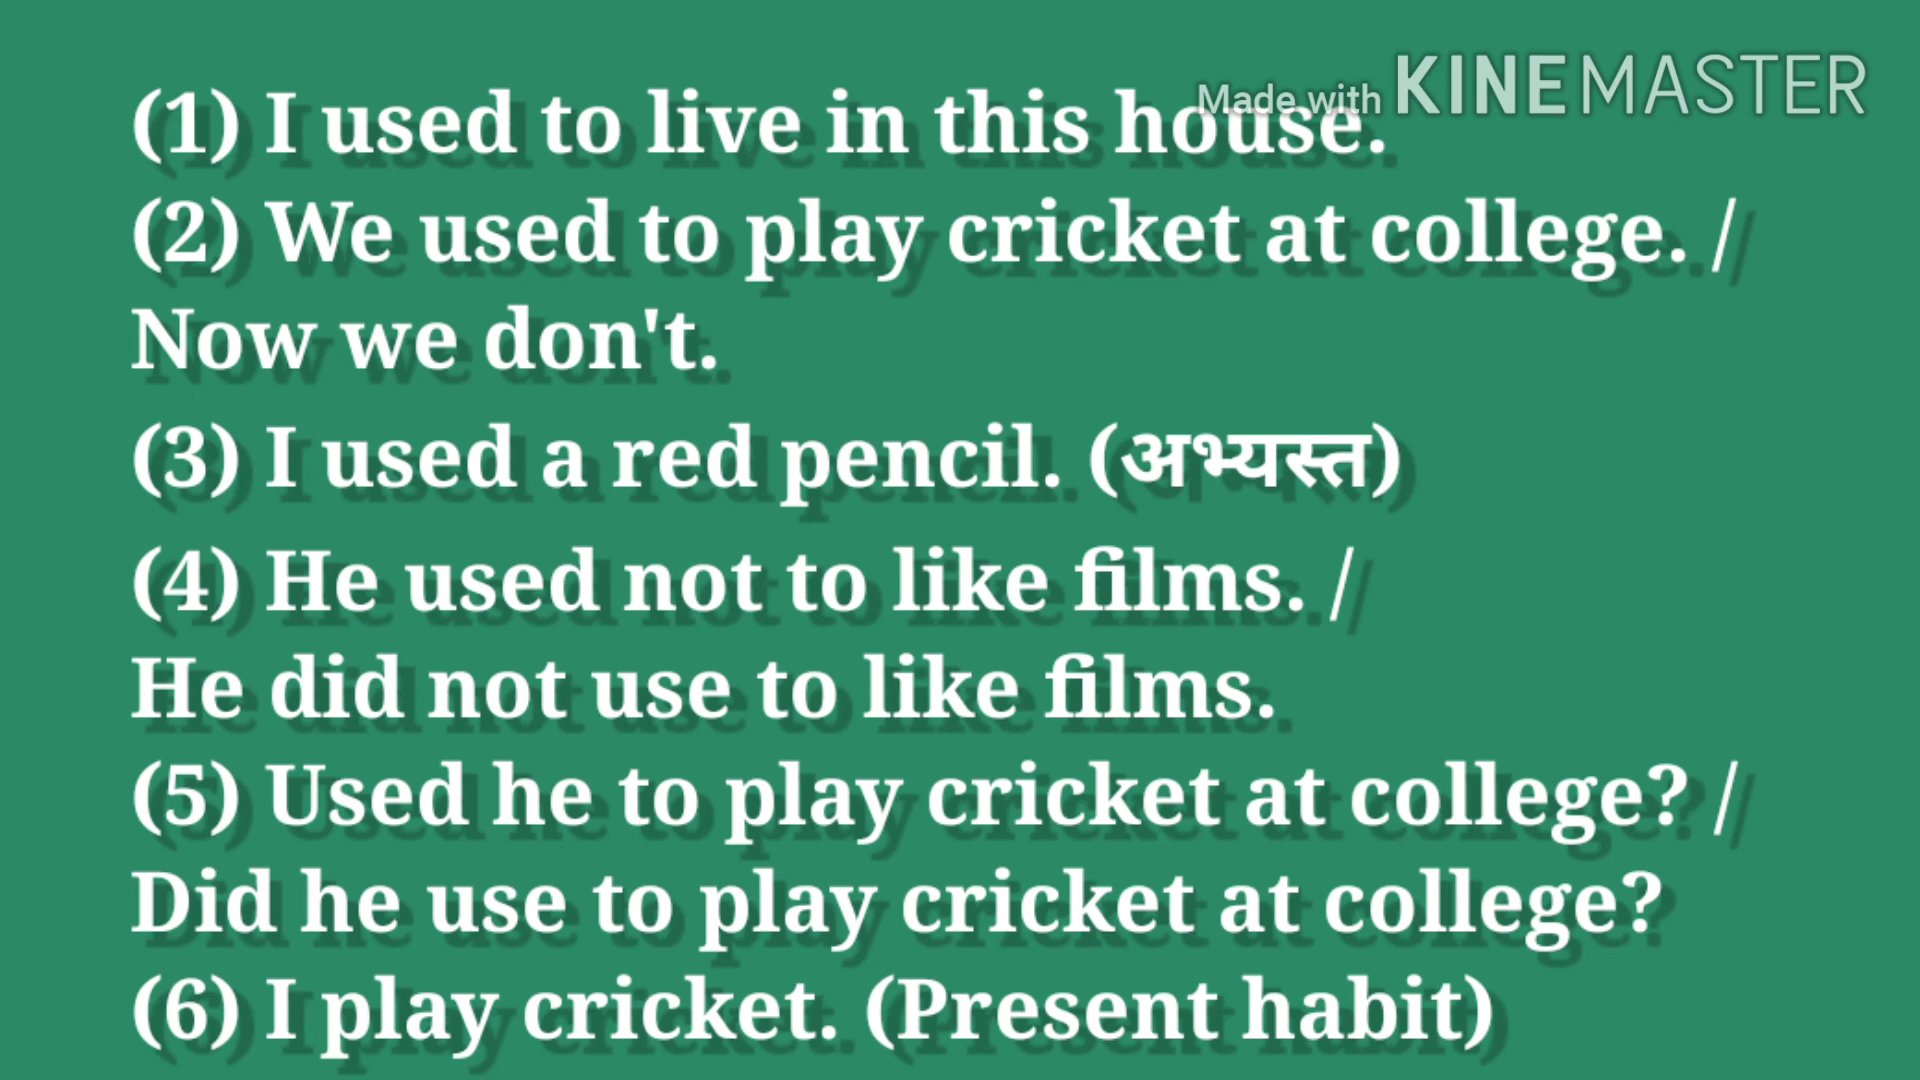 Made with KINEMASTER
(1) I used to live in this house.
(2) We used to play cricket at college. /
Now we don't.
(3) I used a red pencil. (अभ्यस्त)
(4) He used not to like films. /
He did not use to like films.
(5) Used he to play cricket at college? /
Did he use to play cricket at college?
(6) I play cricket. (Present habit)